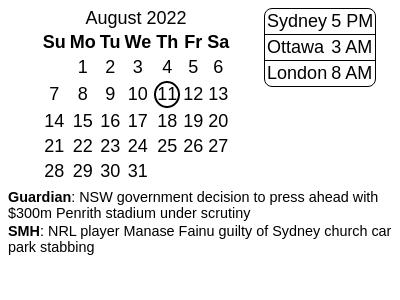 August 2022
Su Mo Tu We Th Fr Sa
1 2 3 4 5 6
7 8 9 10 11 12 13
14 15 16 17 18 19 20
21 22 23 24 25 26 27
28 29 30 31
Sydney 5 PM
Ottawa 3 AM
London 8 AM
Guardian: NSW government decision to press ahead with
$300m Penrith stadium under scrutiny
SMH: NRL player Manase Fainu guilty of Sydney church car
park stabbing